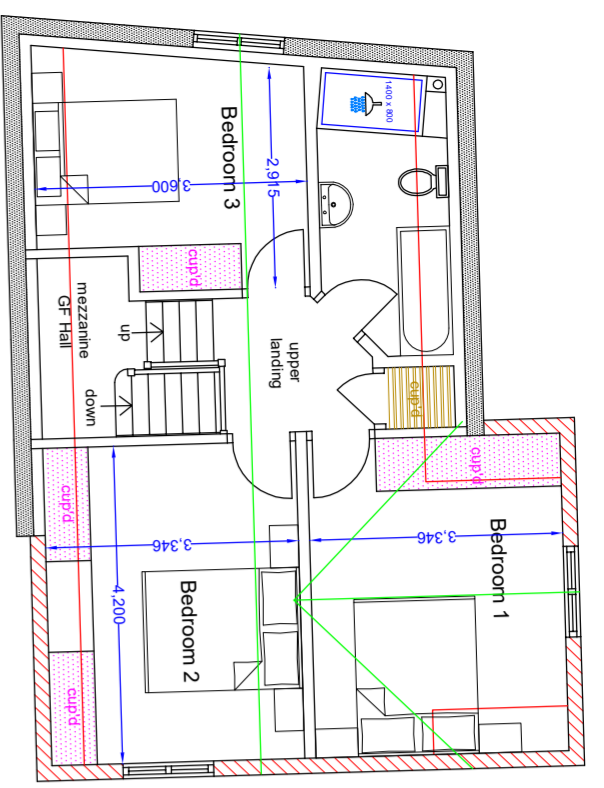 1400 x 800
Bedroom 3
2,915
3,600
cup'd
mezzanine
GF Hall
up
down
upper
landing
cup'd
cup'd
Bedroom 1
3,346
3,346
cup'd
4,200
Bedroom 2
cup'd